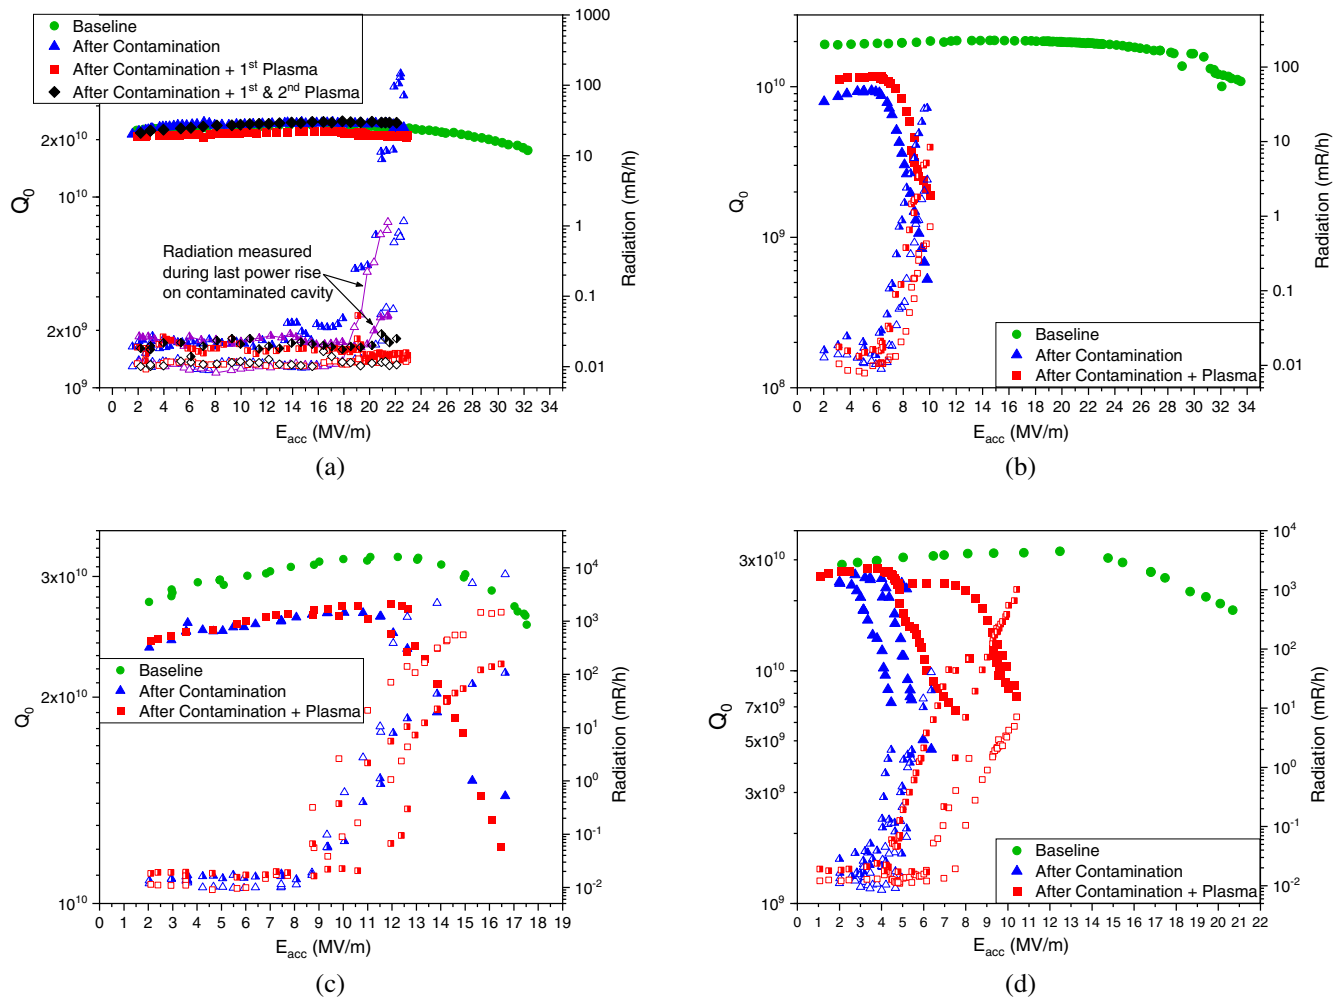 Baseline
After Contamination
After Contamination + 1st Plasma
After Contamination + 1st & 2nd Plasma
Q0
2x10^10
10^10
2x10^9
10^9
Radiation measured
during last power rise
on contaminated cavity
1000
100
10
1
0.1
0.01
Radiation (mR/h)
0 2 4 6 8 10 12 14 16 18 20 22 24 26 28 30 32 34
Eacc (MV/m)
(a)
Q0
10^10
10^9
10^8
Baseline
After Contamination
After Contamination + Plasma
100
10
1
0.1
0.01
Radiation (mR/h)
0 2 4 6 8 10 12 14 16 18 20 22 24 26 28 30 32 34
Eacc (MV/m)
(b)
Q0
3x10^10
2x10^10
10^10
Baseline
After Contamination
After Contamination + Plasma
10^4
10^3
10^2
10^1
10^0
10^-1
10^-2
Radiation (mR/h)
0 1 2 3 4 5 6 7 8 9 10 11 12 13 14 15 16 17 18 19
Eacc (MV/m)
(c)
Q0
3x10^10
10^10
7x10^9
5x10^9
3x10^9
10^9
Baseline
After Contamination
After Contamination + Plasma
10^4
10^3
10^2
10^1
10^0
10^-1
10^-2
Radiation (mR/h)
0 1 2 3 4 5 6 7 8 9 10 11 12 13 14 15 16 17 18 19 20 21 22
Eacc (MV/m)
(d)